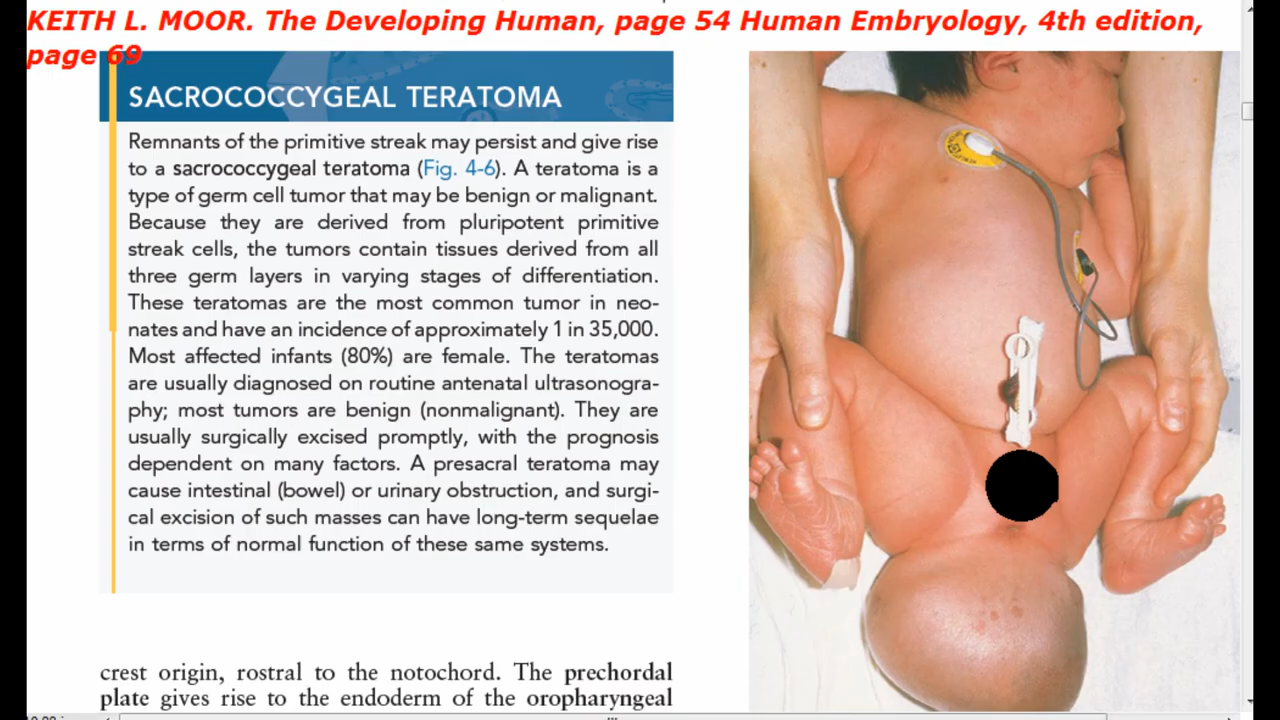 KEITH L. MOOR. The Developing Human, page 54 Human Embryology, 4th edition,
page 69
SACROCOCCYGEAL TERATOMA
Remnants of the primitive streak may persist and give rise
to a sacrococcygeal teratoma (Fig. 4-6). A teratoma is a
type of germ cell tumor that may be benign or malignant.
Because they are derived from pluripotent primitive
streak cells, the tumors contain tissues derived from all
three germ layers in varying stages of differentiation.
These teratomas are the most common tumor in neo-
nates and have an incidence of approximately 1 in 35,000.
Most affected infants (80%) are female. The teratomas
are usually diagnosed on routine antenatal ultrasonogra-
phy; most tumors are benign (nonmalignant). They are
usually surgically excised promptly, with the prognosis
dependent on many factors. A presacral teratoma may
cause intestinal (bowel) or urinary obstruction, and surgi-
cal excision of such masses can have long-term sequelae
in terms of normal function of these same systems.
crest origin, rostral to the notochord. The prechordal
plate gives rise to the endoderm of the oropharyngeal